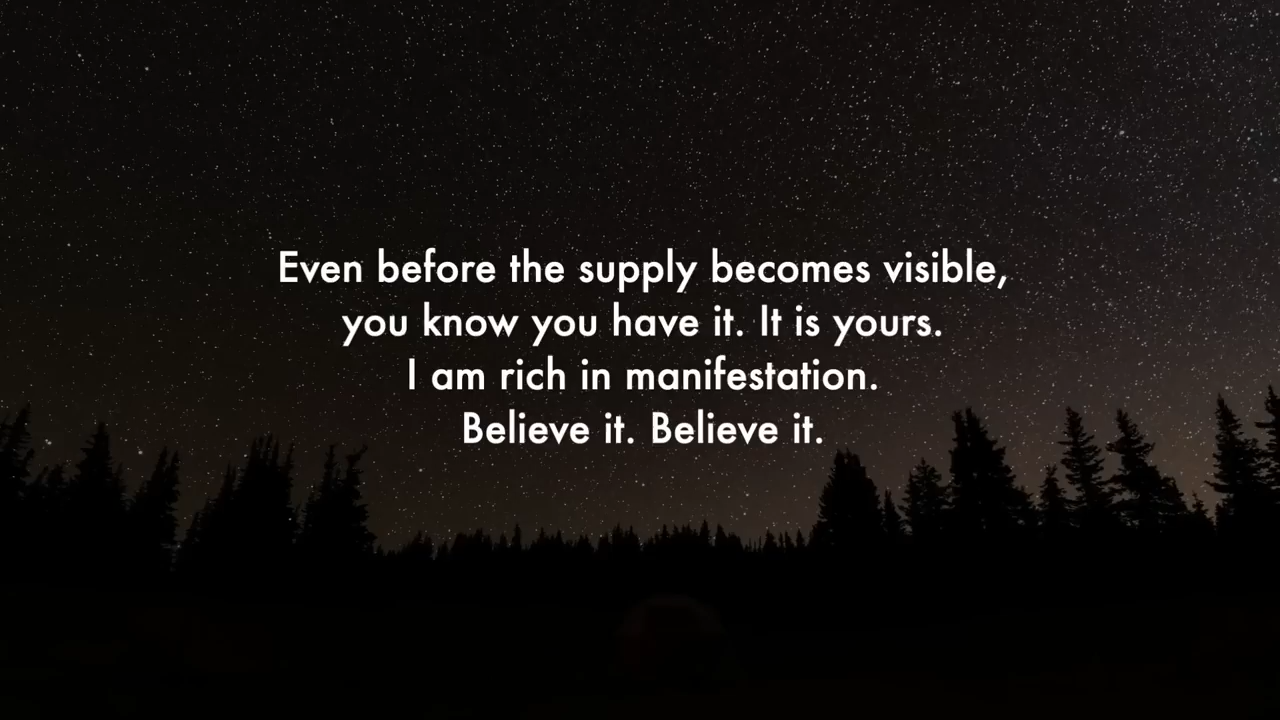 Even before the supply becomes visible,
you know you have it. It is yours.
I am rich in manifestation.
Believe it. Believe it.